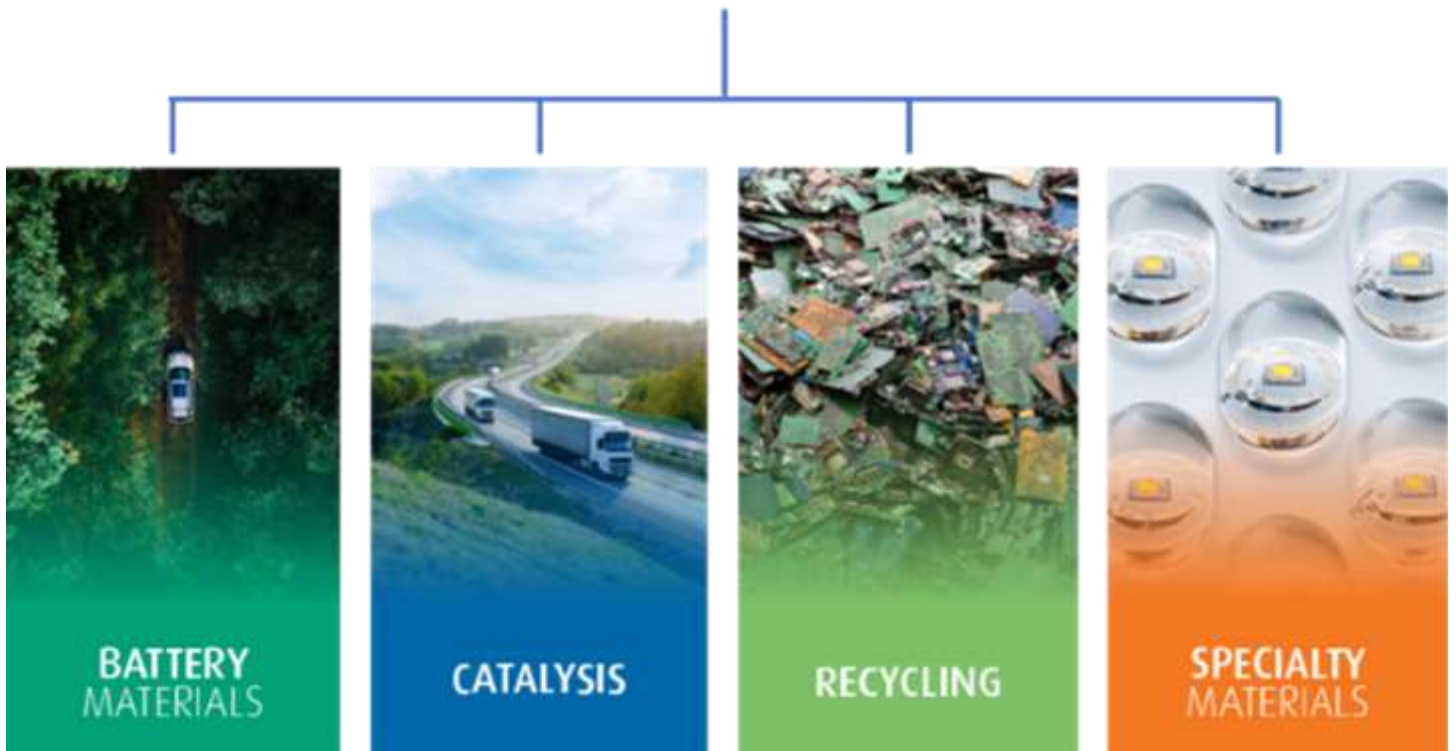 BATTERY
MATERIALS
CATALYSIS
RECYCLING
SPECIALTY
MATERIALS